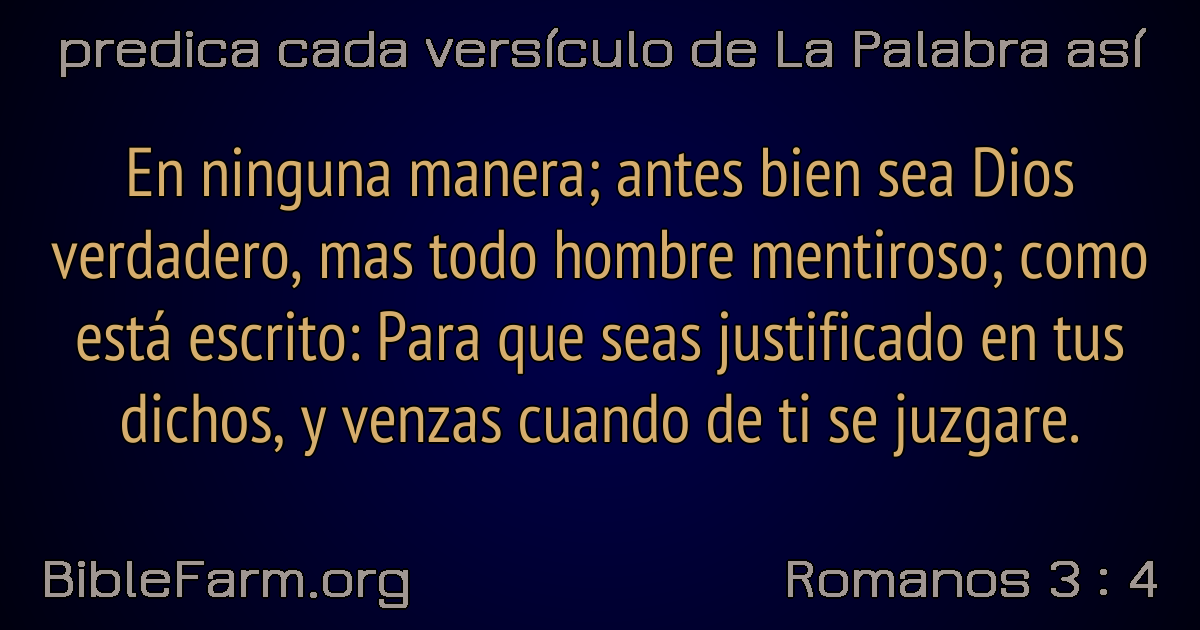 predica cada versículo de La Palabra así
En ninguna manera; antes bien sea Dios
verdadero, mas todo hombre mentiroso; como
está escrito: Para que seas justificado en tus
dichos, y venzas cuando de ti se juzgare.
BibleFarm.org
Romanos 3 : 4